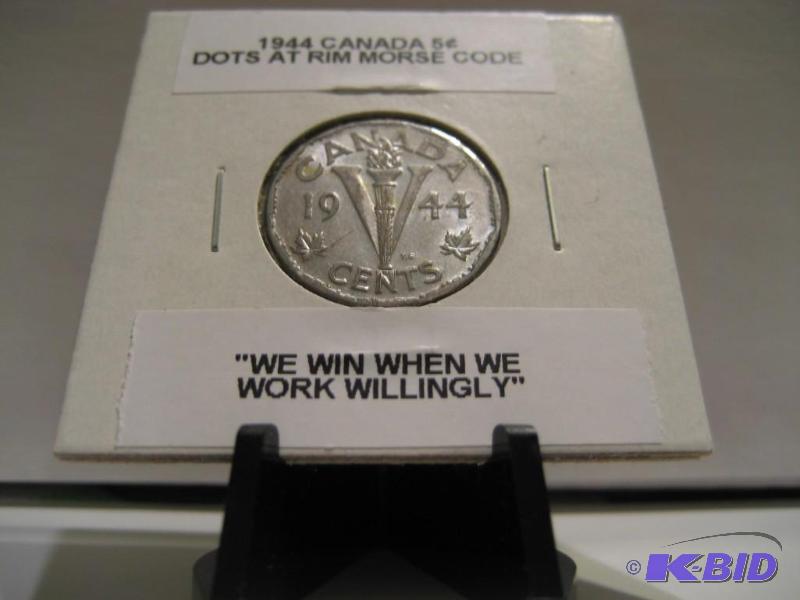 1944 CANADA 5¢
DOTS AT RIM MORSE CODE
CANADA
19 44
CENTS
"WE WIN WHEN WE
WORK WILLINGLY"
© K-BID